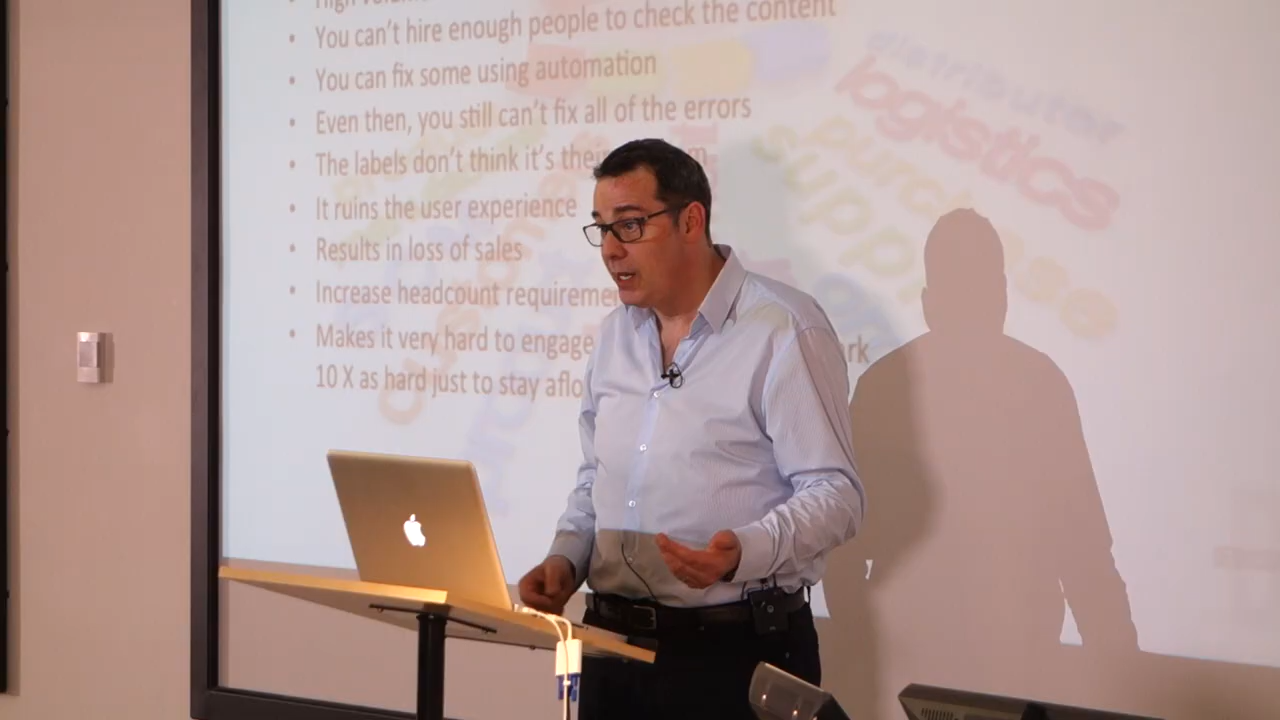 You can't hire enough people to check the content
You can fix some using automation
Even then, you still can't fix all of the errors
The labels don't think it's
It ruins the user experience
Results in loss of sales
Increase headcount
Makes it very hard to engage
10 X as hard just to stay
distributor
logistics
purchase
supply